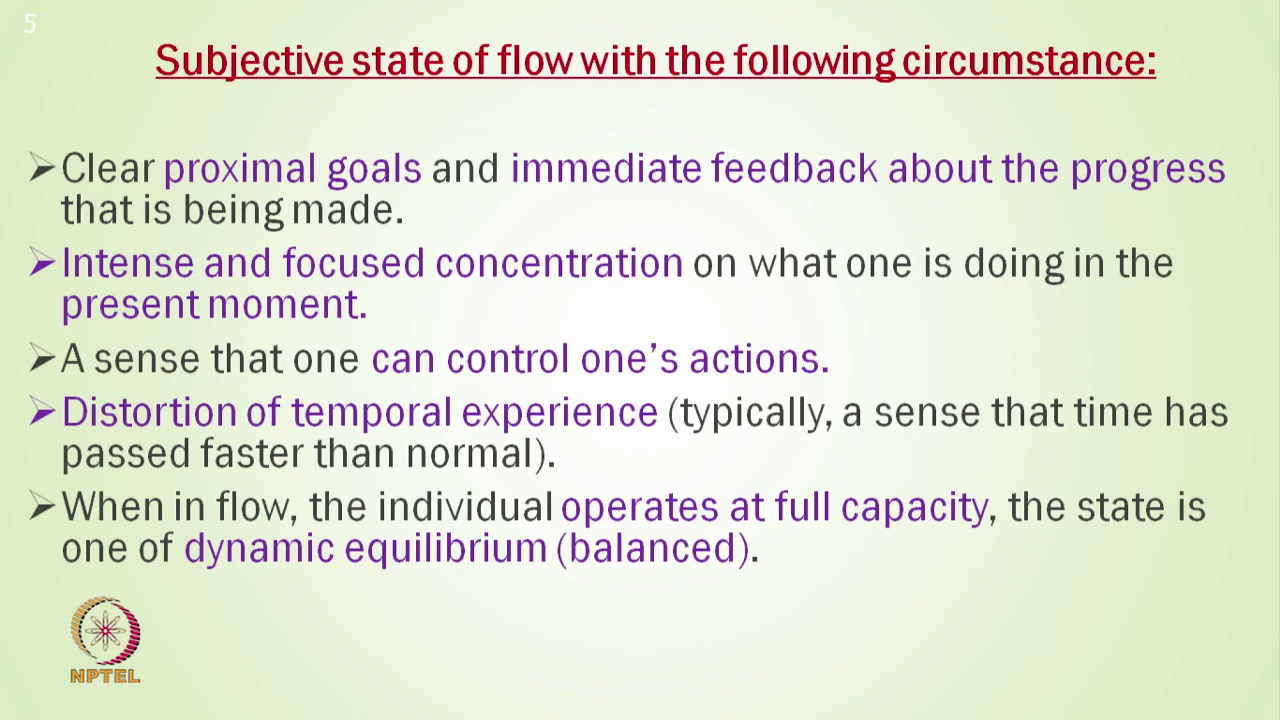 5
Subjective state of flow with the following circumstance:
➢Clear proximal goals and immediate feedback about the progress
that is being made.
➢Intense and focused concentration on what one is doing in the
present moment.
➢A sense that one can control one’s actions.
➢Distortion of temporal experience (typically, a sense that time has
passed faster than normal).
➢When in flow, the individual operates at full capacity, the state is
one of dynamic equilibrium (balanced).
NPTEL